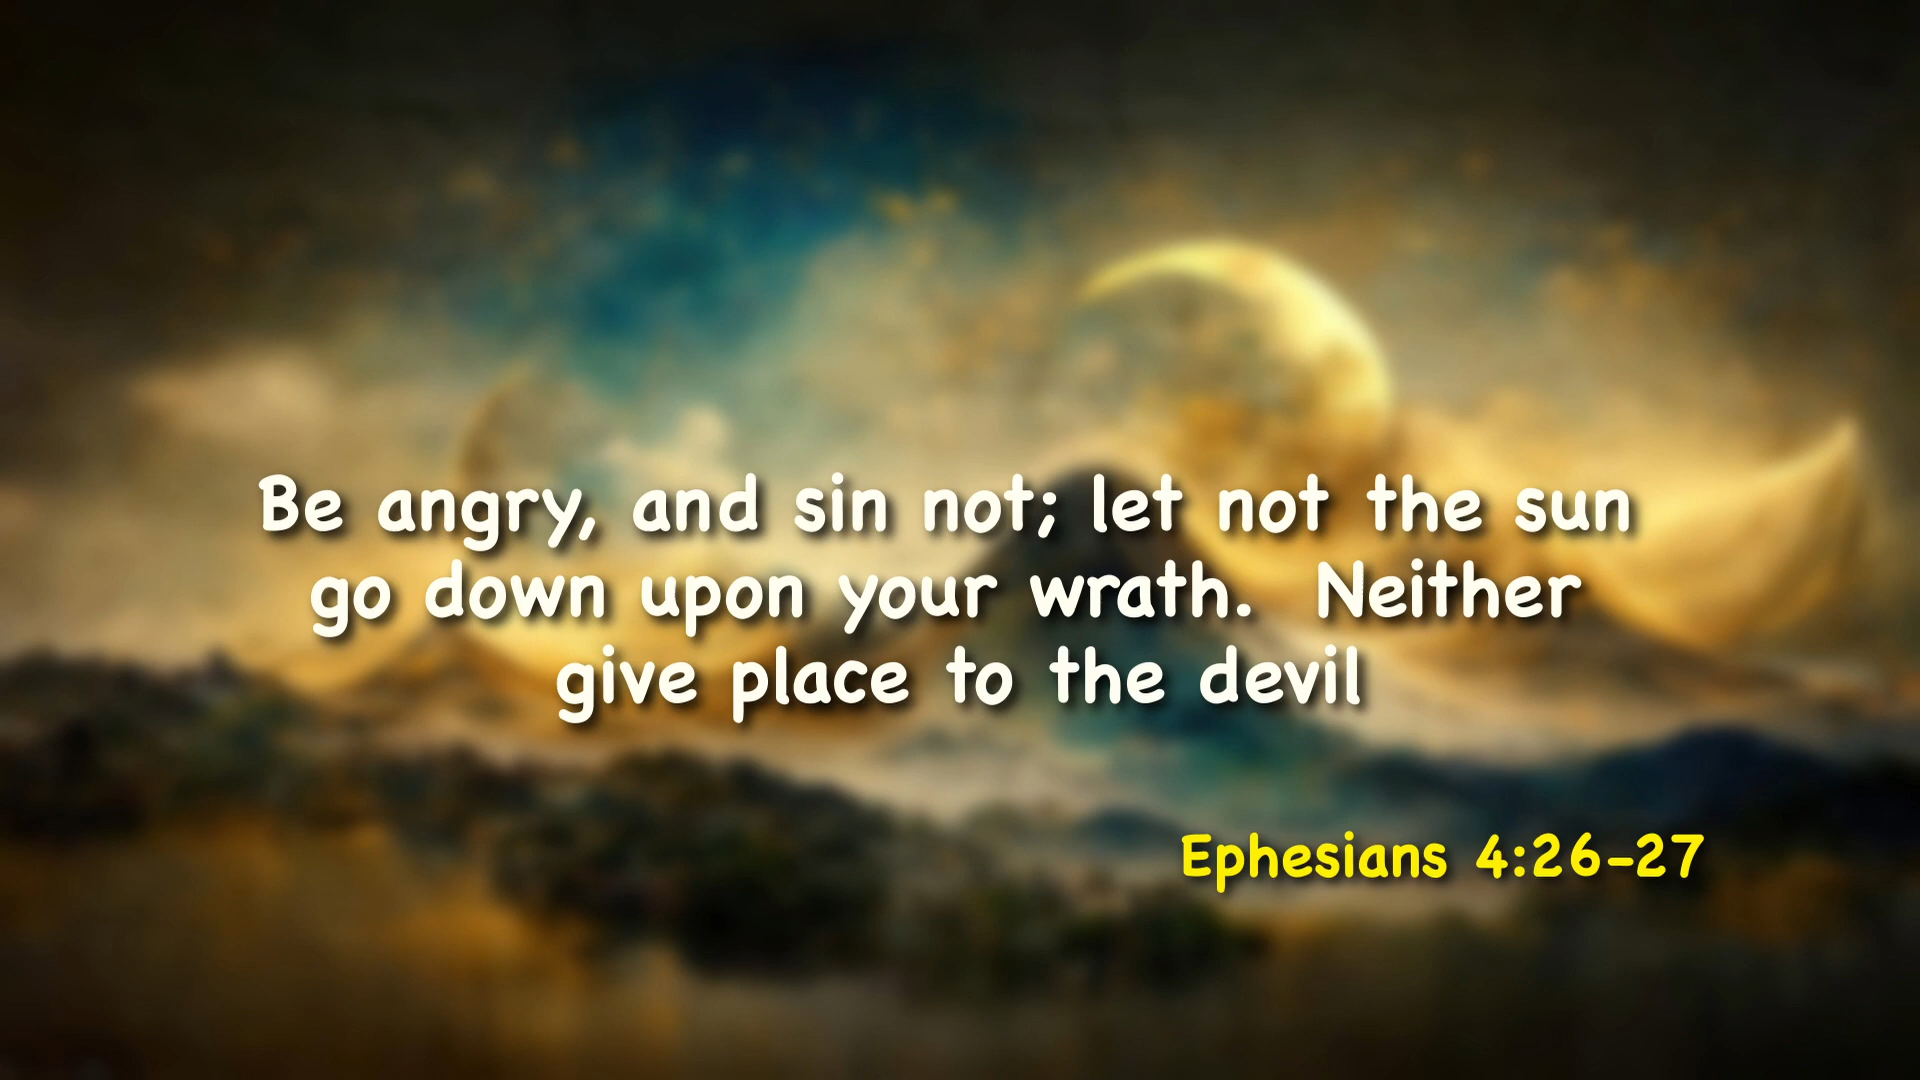 Be angry, and sin not; let not the sun
go down upon your wrath.  Neither
give place to the devil
Ephesians 4:26-27